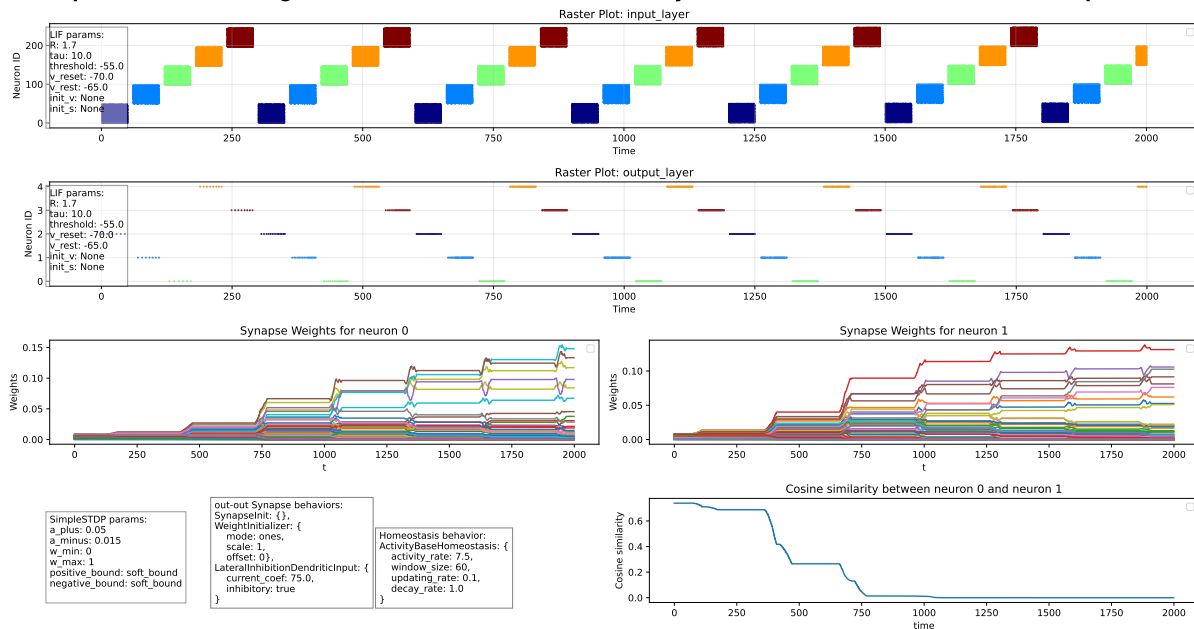 Raster Plot: input_layer
Neuron ID
200
100
0
LIF params:
R: 1.7
tau: 10.0
threshold: -55.0
v_reset: -70.0
v_rest: -65.0
init_v: None
init_s: None
0 250 500 750 1000 1250 1500 1750 2000
Time
Raster Plot: output_layer
Neuron ID
4
3
2
1
0
LIF params:
R: 1.7
tau: 10.0
threshold: -55.0
v_reset: -70.0
v_rest: -65.0
init_v: None
init_s: None
0 250 500 750 1000 1250 1500 1750 2000
Time
Synapse Weights for neuron 0
Weights
0.15
0.10
0.05
0.00
0 250 500 750 1000 1250 1500 1750 2000
t
Synapse Weights for neuron 1
Weights
0.10
0.05
0.00
0 250 500 750 1000 1250 1500 1750 2000
t
SimpleSTDP params:
a_plus: 0.05
a_minus: 0.015
w_min: 0
w_max: 1
positive_bound: soft_bound
negative_bound: soft_bound
out-out Synapse behaviors:
SynapseInit: {},
WeightInitializer: {
mode: ones,
scale: 1,
offset: 0},
LateralInhibitionDendriticInput: {
current_coef: 75.0,
inhibitory: true
}
Homeostasis behavior:
ActivityBaseHomeostasis: {
activity_rate: 7.5,
window_size: 60,
updating_rate: 0.1,
decay_rate: 1.0
}
Cosine similarity between neuron 0 and neuron 1
Cosine similarity
0.6
0.4
0.2
0.0
0 250 500 750 1000 1250 1500 1750 2000
time